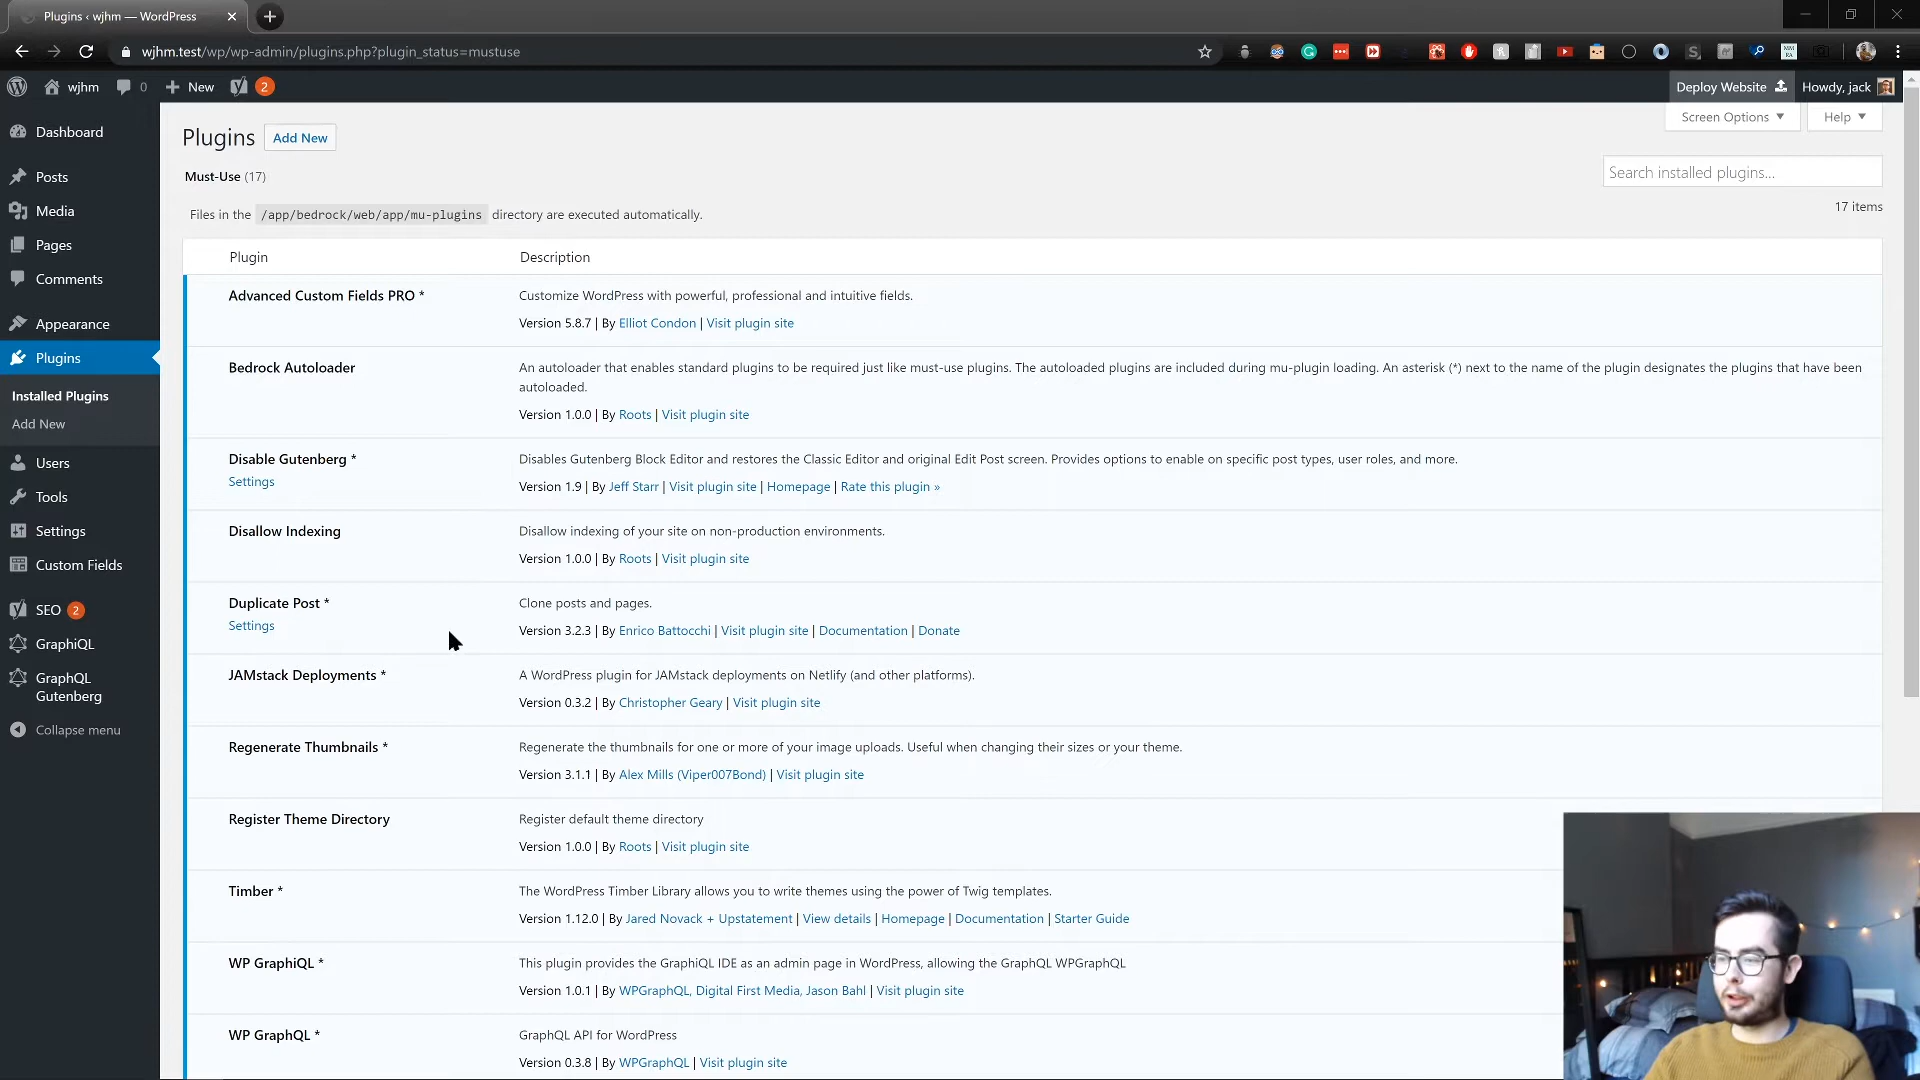 Plugins ‹ wjhm — WordPress
wjhm.test/wp/wp-admin/plugins.php?plugin_status=mustuse
wjhm
0
New
2
Deploy Website
Howdy, jack
Dashboard
Posts
Media
Pages
Comments
Appearance
Plugins
Installed Plugins
Add New
Users
Tools
Settings
Custom Fields
SEO 2
GraphiQL
GraphQL
Gutenberg
Collapse menu
Plugins
Add New
Screen Options
Help
Must-Use (17)
Search installed plugins...
17 items
Files in the /app/bedrock/web/app/mu-plugins directory are executed automatically.
Plugin
Description
Advanced Custom Fields PRO *
Customize WordPress with powerful, professional and intuitive fields.
Version 5.8.7 | By Elliot Condon | Visit plugin site
Bedrock Autoloader
An autoloader that enables standard plugins to be required just like must-use plugins. The autoloaded plugins are included during mu-plugin loading. An asterisk (*) next to the name of the plugin designates the plugins that have been
autoloaded.
Version 1.0.0 | By Roots | Visit plugin site
Disable Gutenberg *
Settings
Disables Gutenberg Block Editor and restores the Classic Editor and original Edit Post screen. Provides options to enable on specific post types, user roles, and more.
Version 1.9 | By Jeff Starr | Visit plugin site | Homepage | Rate this plugin »
Disallow Indexing
Disallow indexing of your site on non-production environments.
Version 1.0.0 | By Roots | Visit plugin site
Duplicate Post *
Settings
Clone posts and pages.
Version 3.2.3 | By Enrico Battocchi | Visit plugin site | Documentation | Donate
JAMstack Deployments *
A WordPress plugin for JAMstack deployments on Netlify (and other platforms).
Version 0.3.2 | By Christopher Geary | Visit plugin site
Regenerate Thumbnails *
Regenerate the thumbnails for one or more of your image uploads. Useful when changing their sizes or your theme.
Version 3.1.1 | By Alex Mills (Viper007Bond) | Visit plugin site
Register Theme Directory
Register default theme directory
Version 1.0.0 | By Roots | Visit plugin site
Timber *
The WordPress Timber Library allows you to write themes using the power of Twig templates.
Version 1.12.0 | By Jared Novack + Upstatement | View details | Homepage | Documentation | Starter Guide
WP GraphiQL *
This plugin provides the GraphiQL IDE as an admin page in WordPress, allowing the GraphQL WPGraphQL
Version 1.0.1 | By WPGraphQL, Digital First Media, Jason Bahl | Visit plugin site
WP GraphQL *
GraphQL API for WordPress
Version 0.3.8 | By WPGraphQL | Visit plugin site